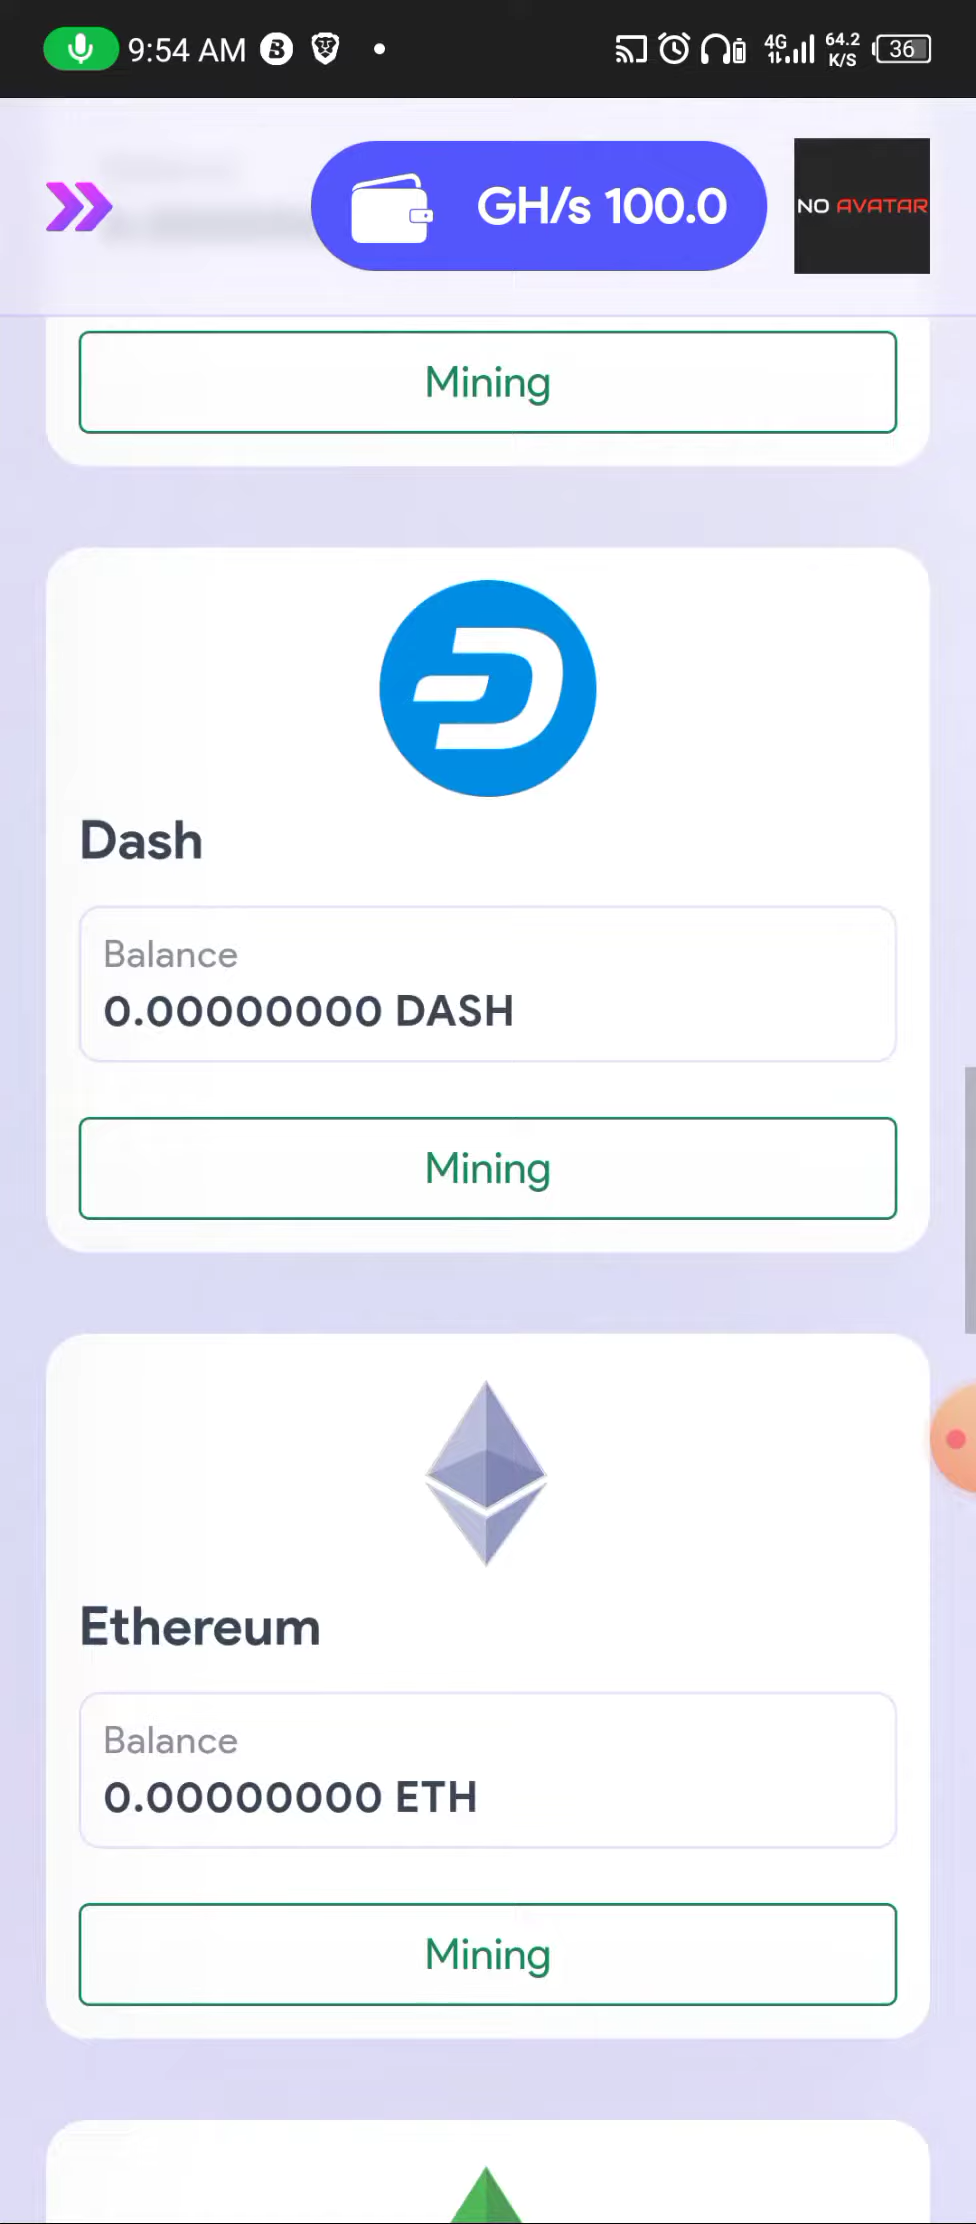 9:54 AM
4G
64.2
K/S
36
GH/s 100.0
NO AVATAR
Mining
Dash
Balance
0.00000000 DASH
Mining
Ethereum
Balance
0.00000000 ETH
Mining